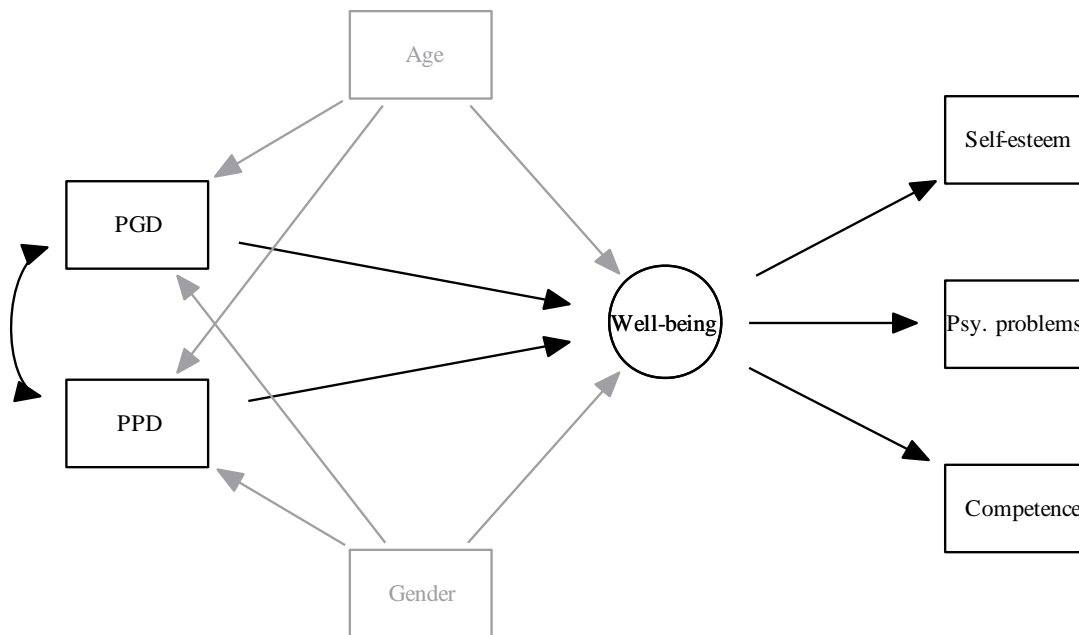 Age
Self-esteem
PGD
Well-being
Psy. problems
PPD
Competence
Gender